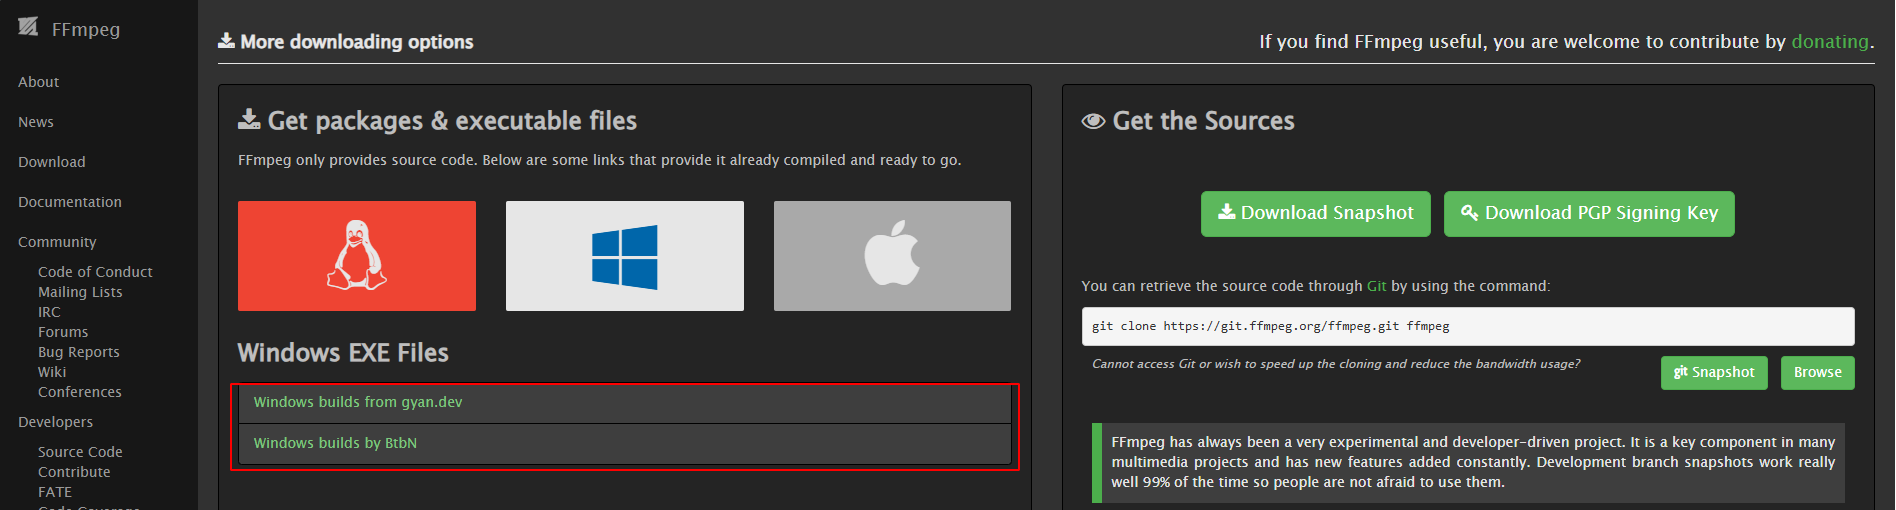 FFmpeg
About
News
Download
Documentation
Community
Code of Conduct
Mailing Lists
IRC
Forums
Bug Reports
Wiki
Conferences
Developers
Source Code
Contribute
FATE
Code Coverage
More downloading options
If you find FFmpeg useful, you are welcome to contribute by donating.
Get packages & executable files
FFmpeg only provides source code. Below are some links that provide it already compiled and ready to go.
Windows EXE Files
Windows builds from gyan.dev
Windows builds by BtbN
Get the Sources
Download Snapshot
Download PGP Signing Key
You can retrieve the source code through Git by using the command:
git clone https://git.ffmpeg.org/ffmpeg.git ffmpeg
Cannot access Git or wish to speed up the cloning and reduce the bandwidth usage?
git Snapshot
Browse
FFmpeg has always been a very experimental and developer-driven project. It is a key component in many
multimedia projects and has new features added constantly. Development branch snapshots work really
well 99% of the time so people are not afraid to use them.